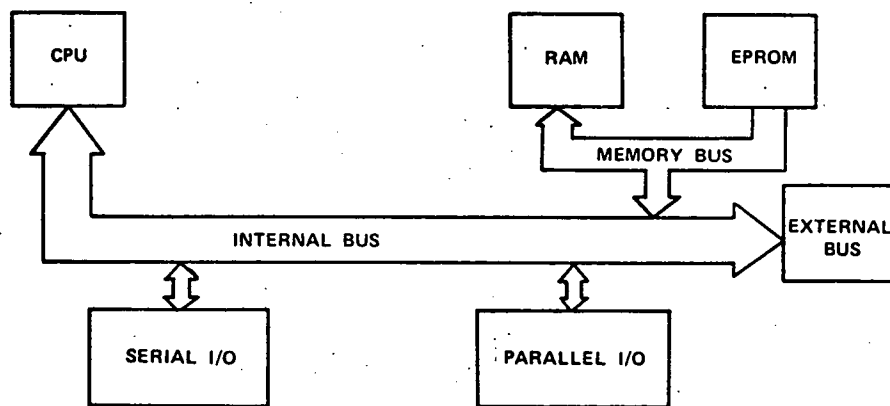 CPU
RAM
EPROM
MEMORY BUS
EXTERNAL
BUS
INTERNAL BUS
SERIAL I/O
PARALLEL I/O